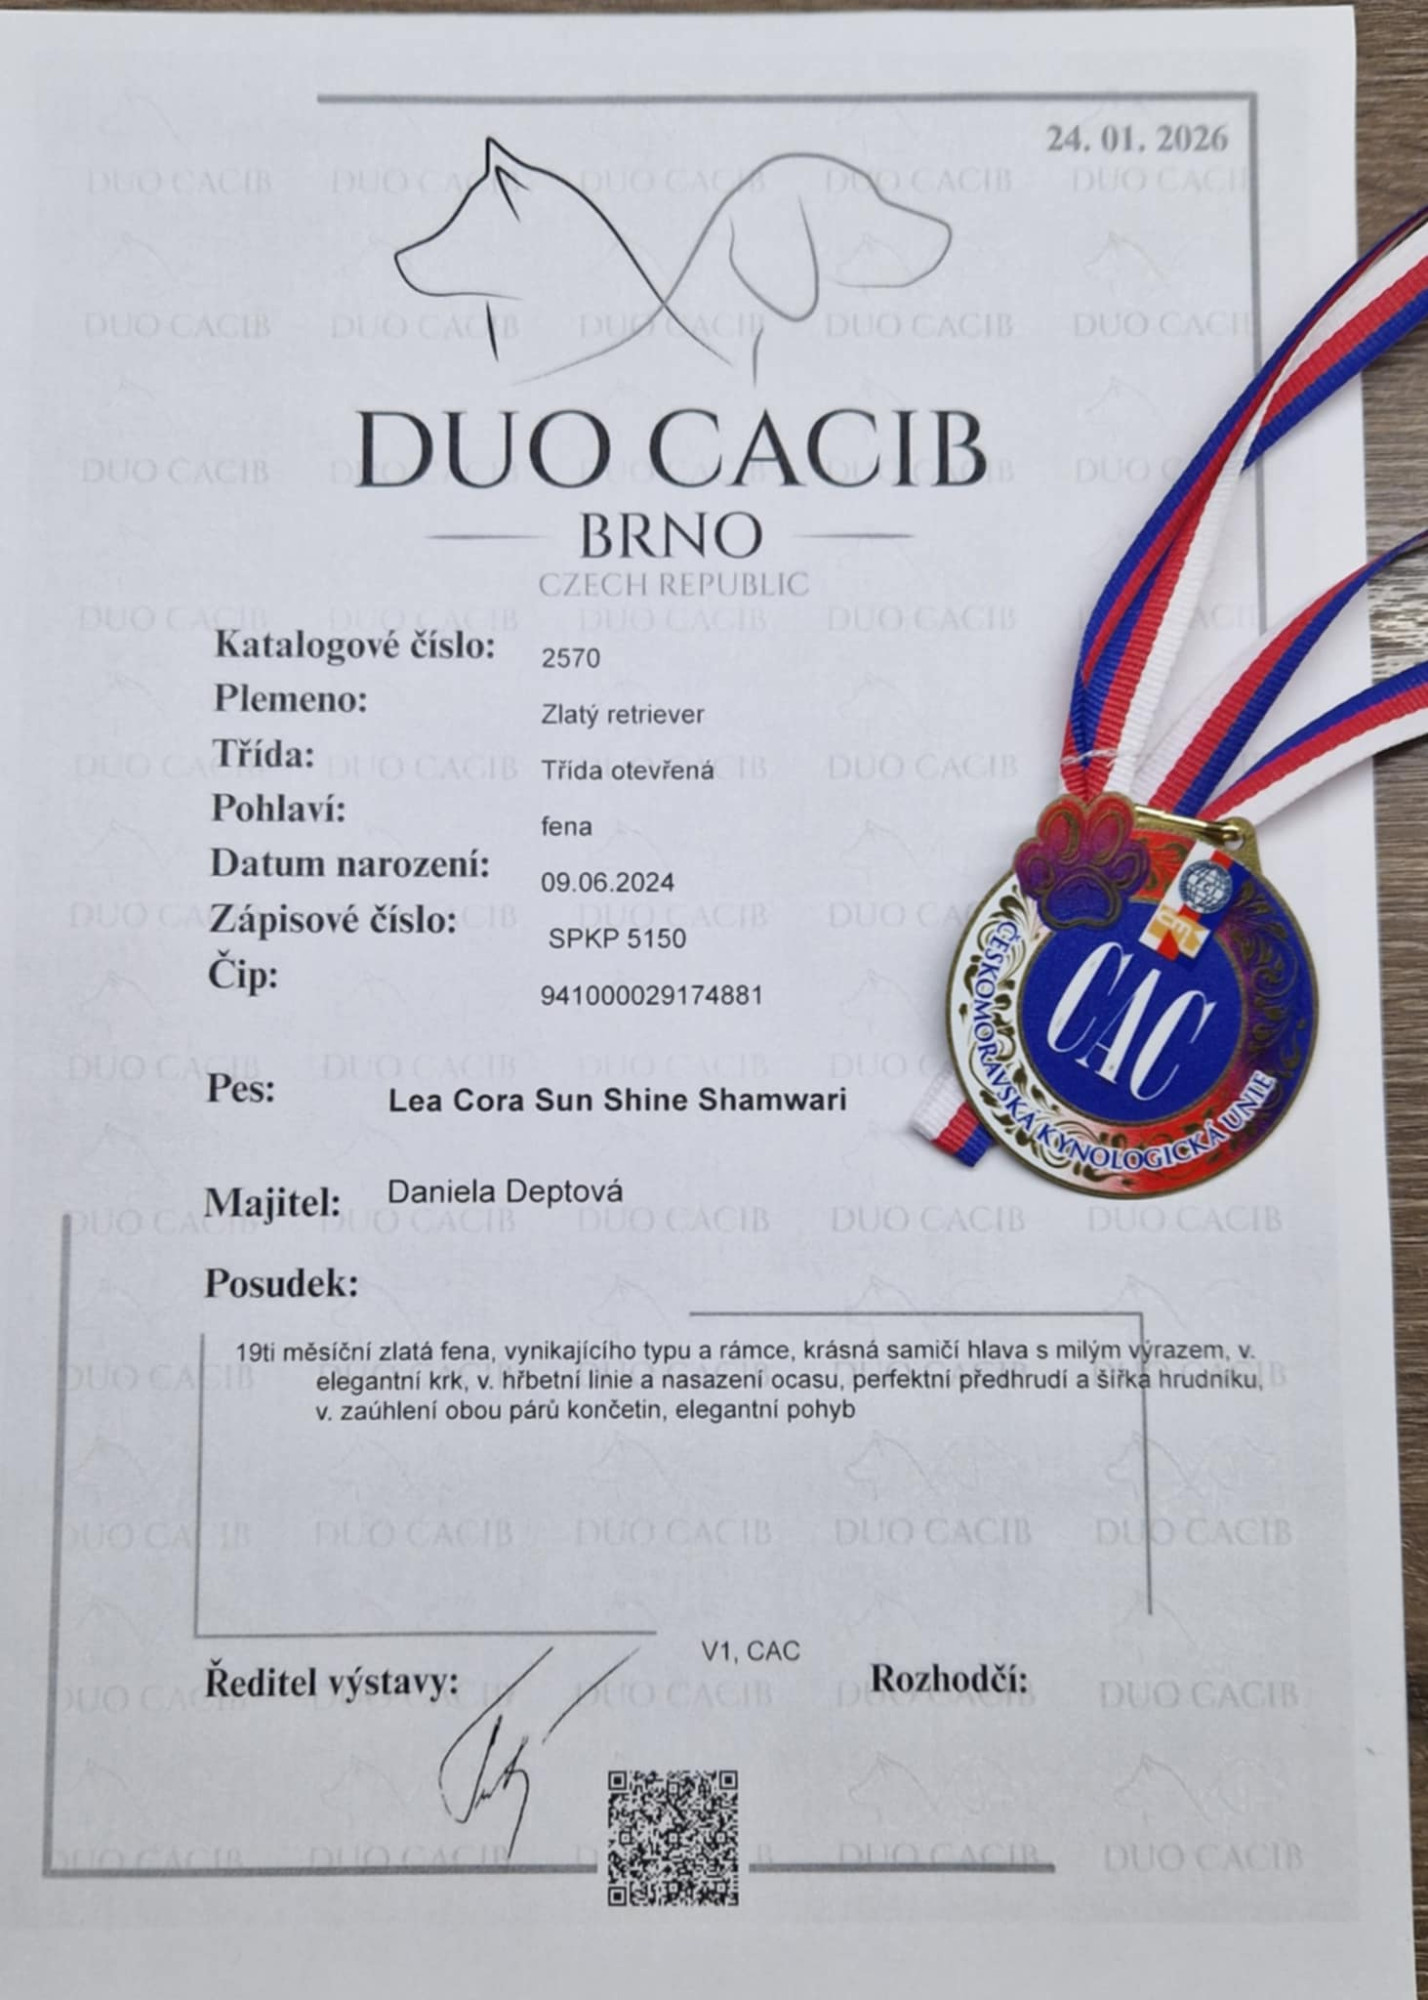 24. 01. 2026
DUO CACIB
BRNO
CZECH REPUBLIC
Katalogové číslo: 2570
Plemeno: Zlatý retriever
Třída: Třída otevřená
Pohlaví: fena
Datum narození: 09.06.2024
Zápisové číslo: SPKP 5150
Čip: 941000029174881
Pes: Lea Cora Sun Shine Shamwari
Majitel: Daniela Deptová
Posudek:
19ti měsíční zlatá fena, vynikajícího typu a rámce, krásná samičí hlava s milým výrazem, v.
elegantní krk, v. hřbetní linie a nasazení ocasu, perfektní předhrudí a šířka hrudníku,
v. zaúhlení obou párů končetin, elegantní pohyb
V1, CAC
Ředitel výstavy:
Rozhodčí:
CAC
ČESKOMORAVSKÁ KYNOLOGICKÁ UNIE